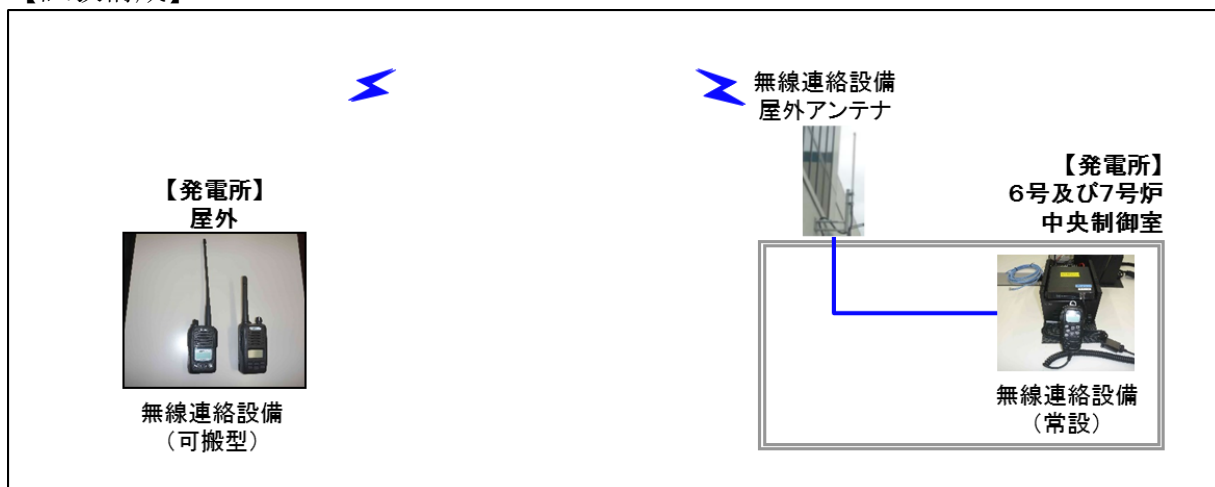 無線連絡設備
屋外アンテナ
【発電所】
6号及び7号炉
中央制御室
【発電所】
屋外
無線連絡設備
（可搬型）
無線連絡設備
（常設）